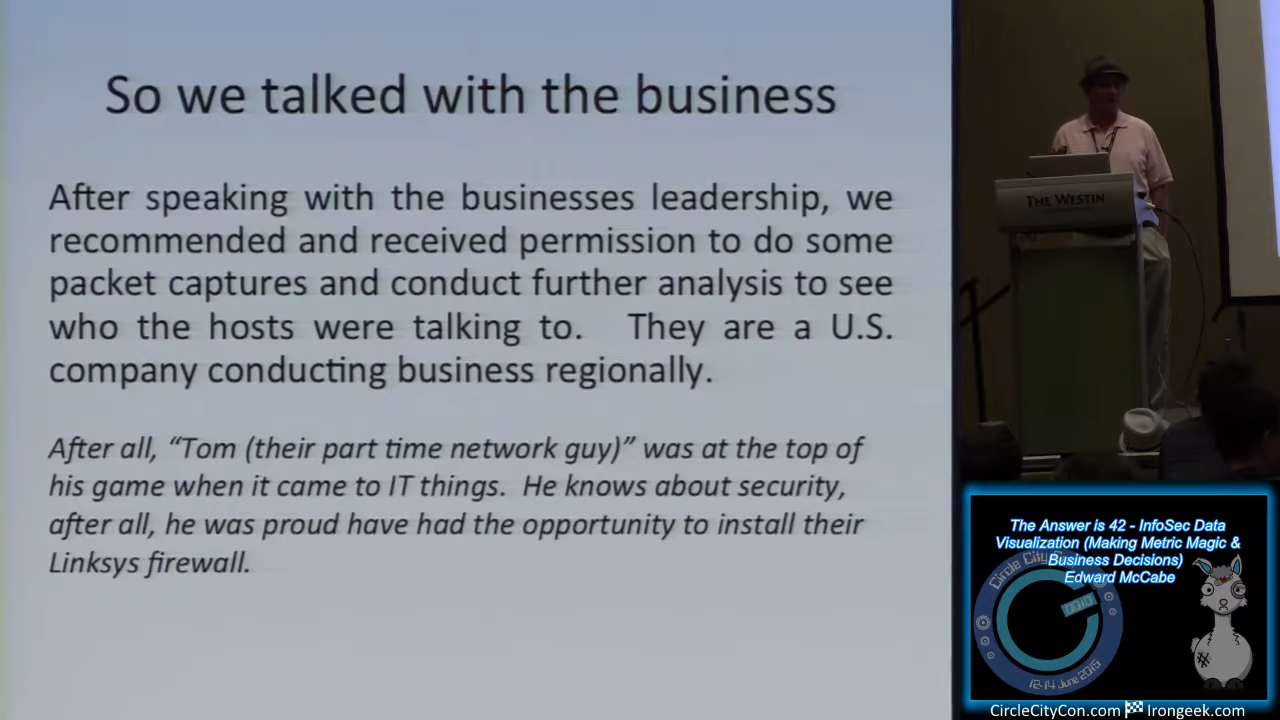 So we talked with the business
After speaking with the businesses leadership, we
recommended and received permission to do some
packet captures and conduct further analysis to see
who the hosts were talking to. They are a U.S.
company conducting business regionally.
After all, “Tom (their part time network guy)” was at the top of
his game when it came to IT things. He knows about security,
after all, he was proud have had the opportunity to install their
Linksys firewall.
THE WESTIN
The Answer is 42 - InfoSec Data
Visualization (Making Metric Magic &
Business Decisions)
Edward McCabe
Circle City Con
12-14 June 2015
CircleCityCon.com Irongeek.com